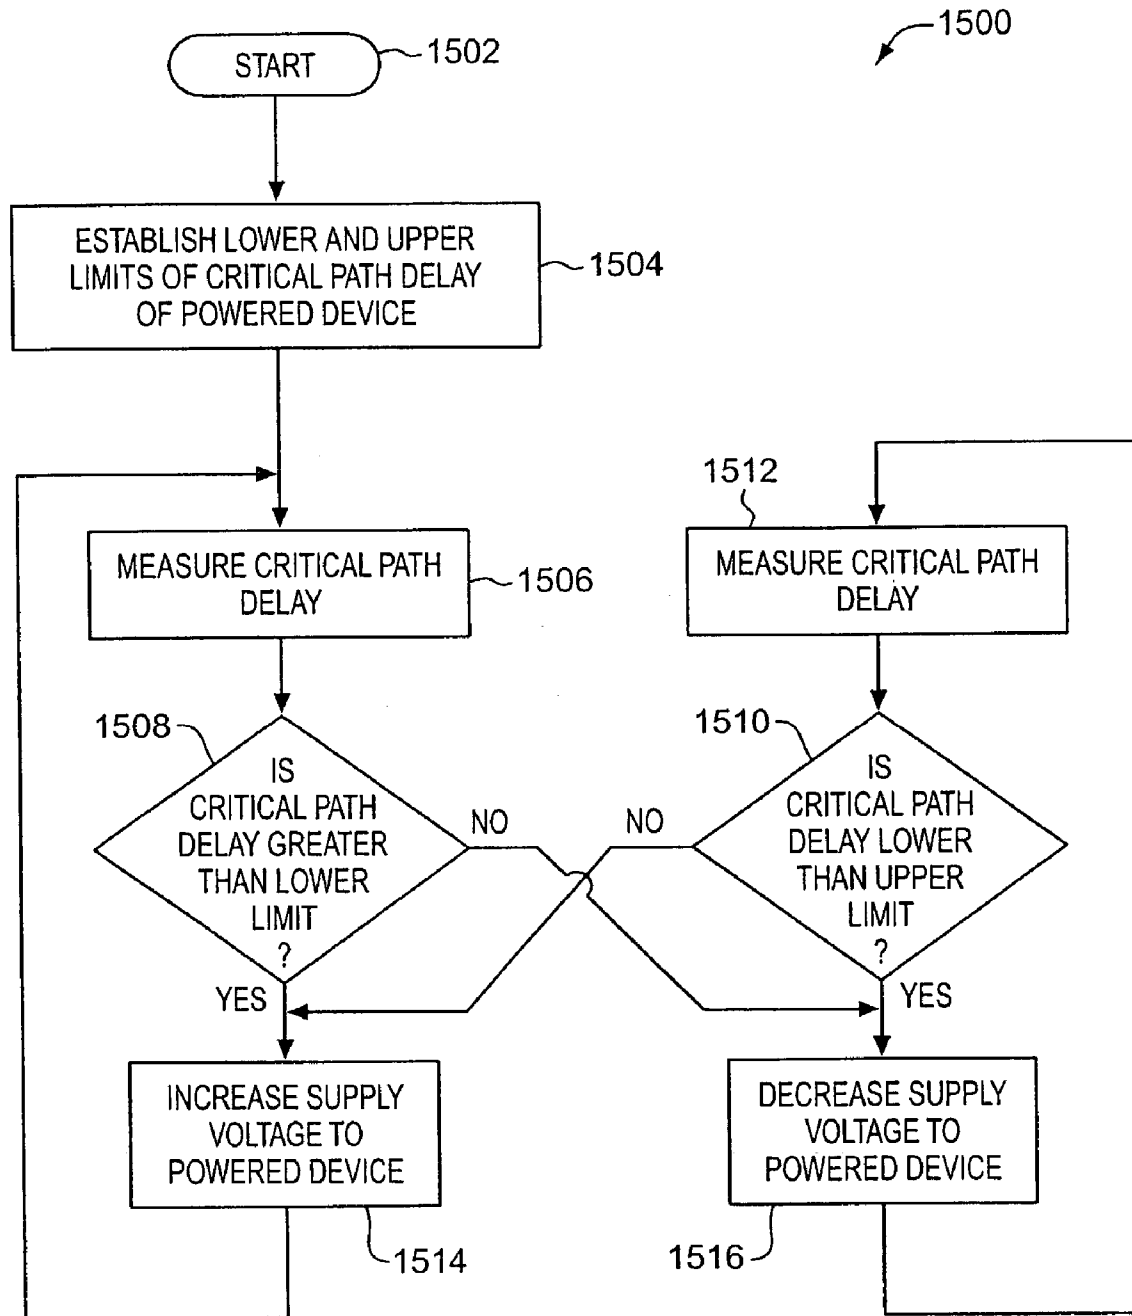 1500
START
1502
ESTABLISH LOWER AND UPPER
LIMITS OF CRITICAL PATH DELAY
OF POWERED DEVICE
1504
MEASURE CRITICAL PATH
DELAY
1506
1512
MEASURE CRITICAL PATH
DELAY
1508
IS
CRITICAL PATH
DELAY GREATER
THAN LOWER
LIMIT
?
NO
YES
1510
IS
CRITICAL PATH
DELAY LOWER
THAN UPPER
LIMIT
?
NO
YES
INCREASE SUPPLY
VOLTAGE TO
POWERED DEVICE
1514
DECREASE SUPPLY
VOLTAGE TO
POWERED DEVICE
1516